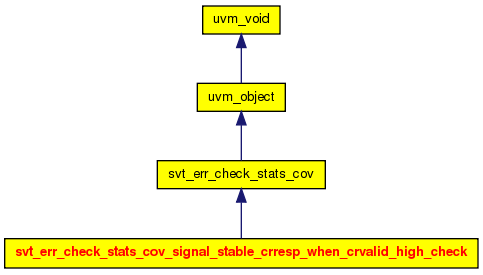 uvm_void
uvm_object
svt_err_check_stats_cov
svt_err_check_stats_cov_signal_stable_crresp_when_crvalid_high_check